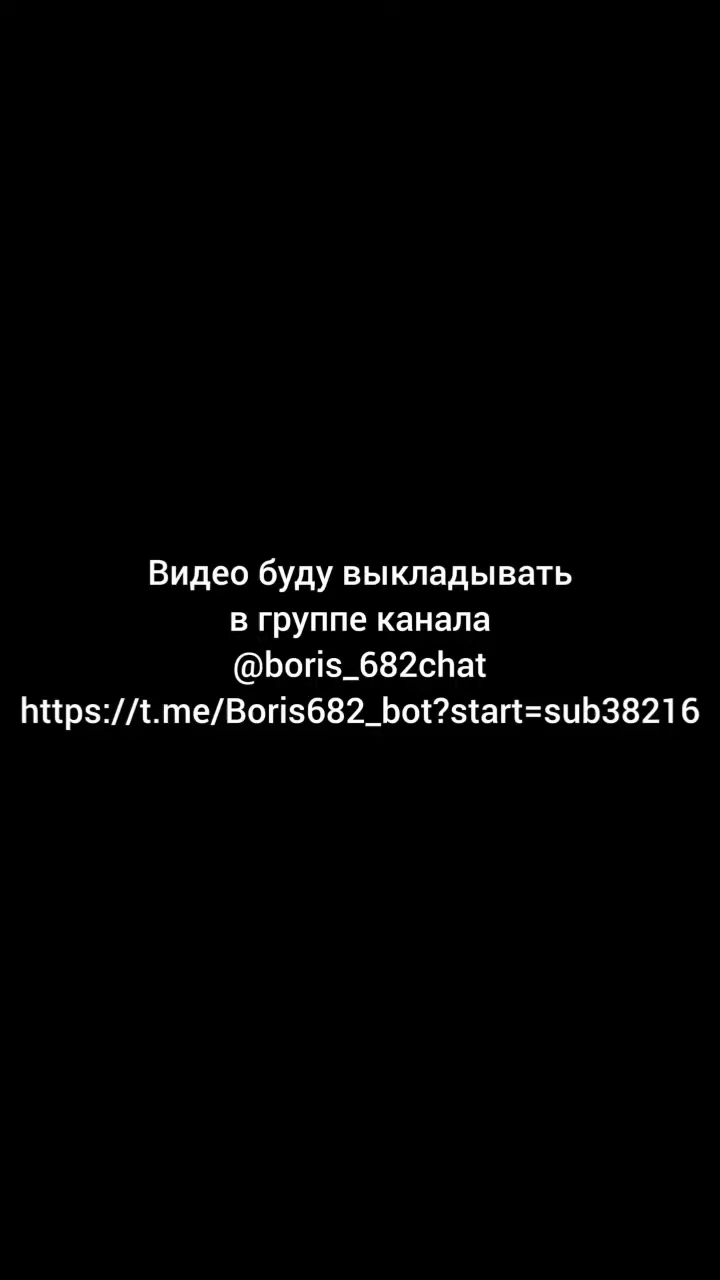 Видео буду выкладывать
в группе канала
@boris_682chat
https://t.me/Boris682_bot?start=sub38216